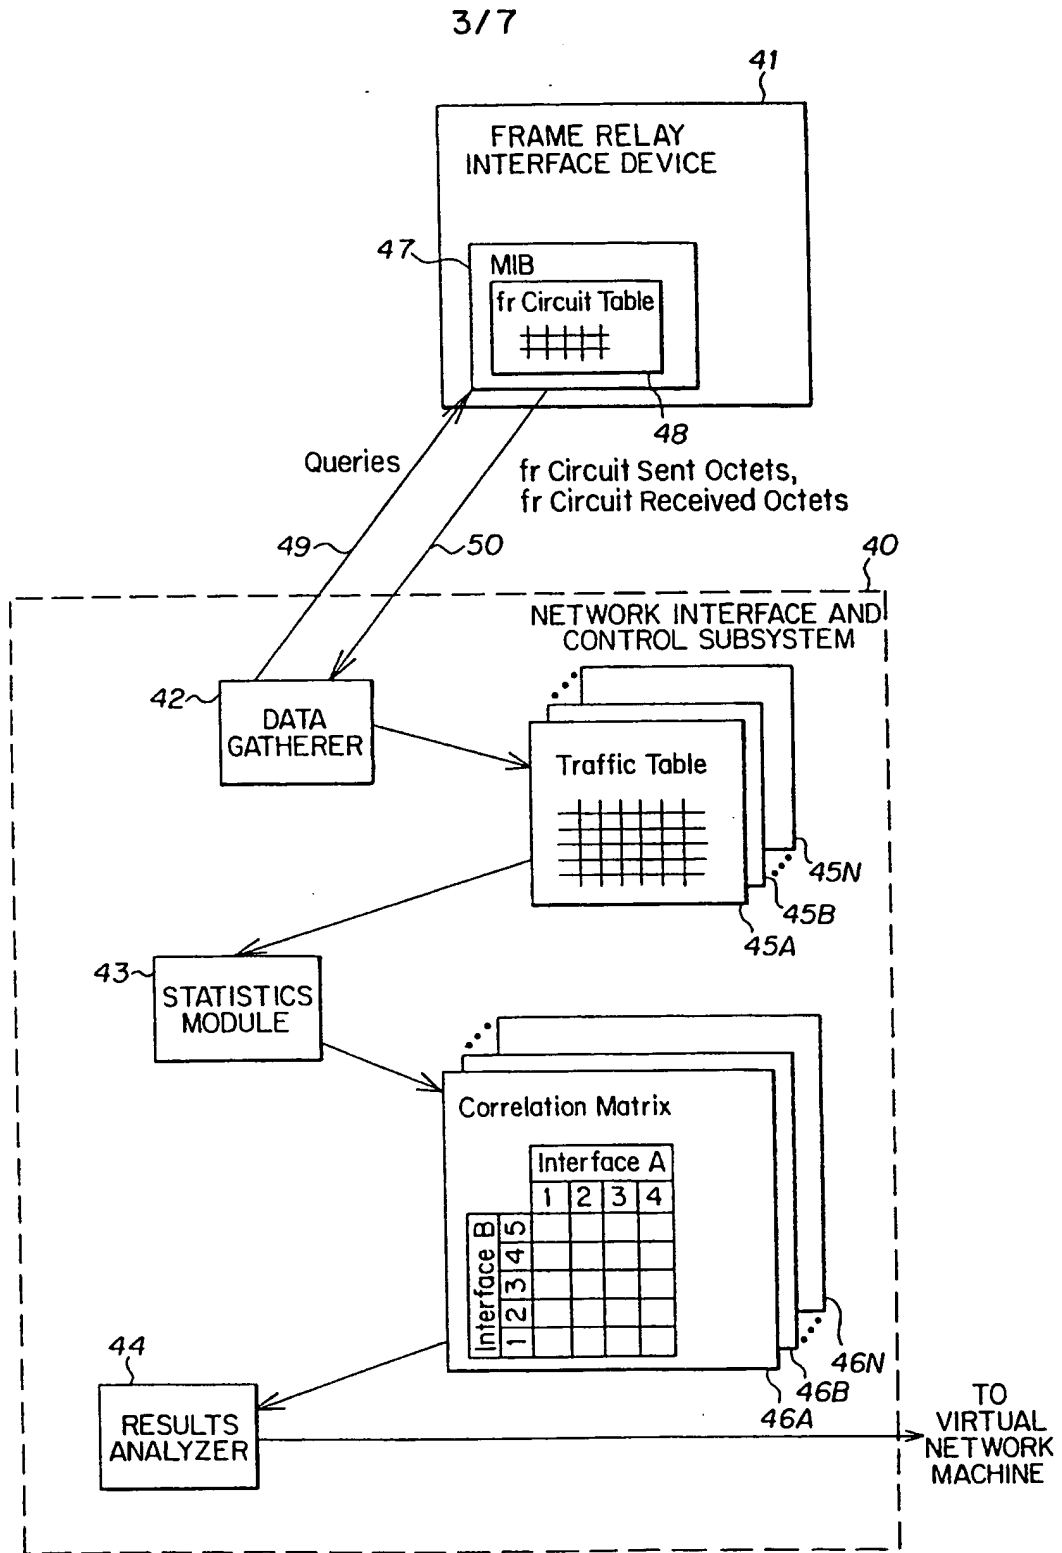 3/7
41
FRAME RELAY
INTERFACE DEVICE
47
MIB
fr Circuit Table
48
Queries
fr Circuit Sent Octets,
fr Circuit Received Octets
49
50
40
NETWORK INTERFACE AND
CONTROL SUBSYSTEM
42
DATA
GATHERER
Traffic Table
45N
45B
45A
43
STATISTICS
MODULE
Correlation Matrix
Interface A
1 2 3 4
Interface B
1 2 3 4 5
44
46N
46B
46A
RESULTS
ANALYZER
TO
VIRTUAL
NETWORK
MACHINE